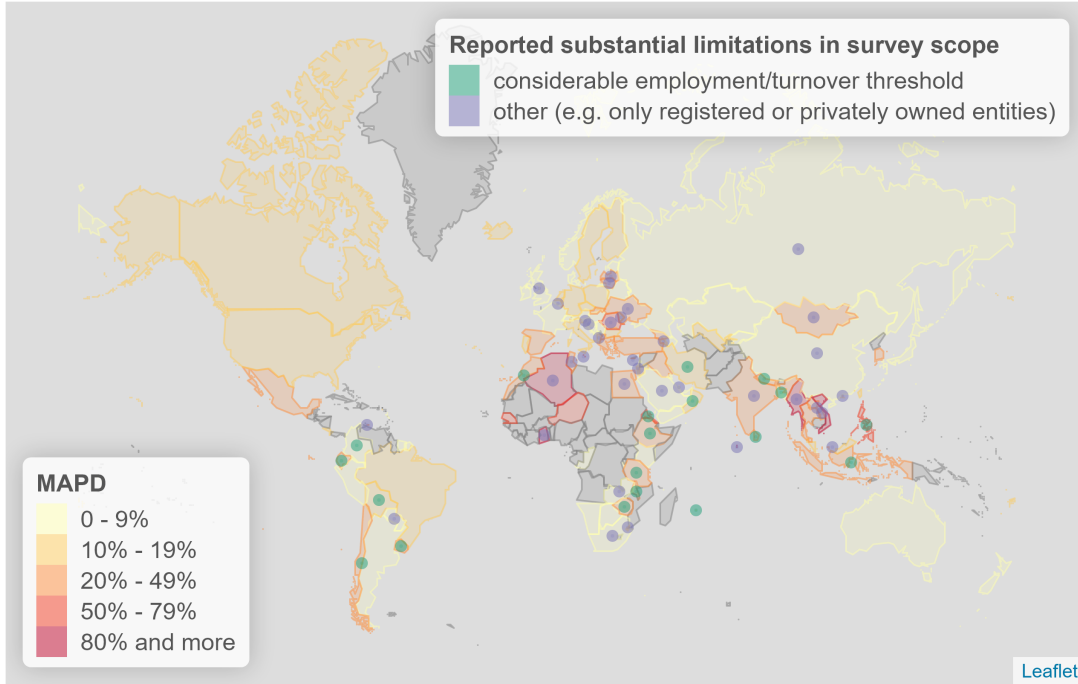 Reported substantial limitations in survey scope
considerable employment/turnover threshold
other (e.g. only registered or privately owned entities)
MAPD
0 - 9%
10% - 19%
20% - 49%
50% - 79%
80% and more
Leaflet